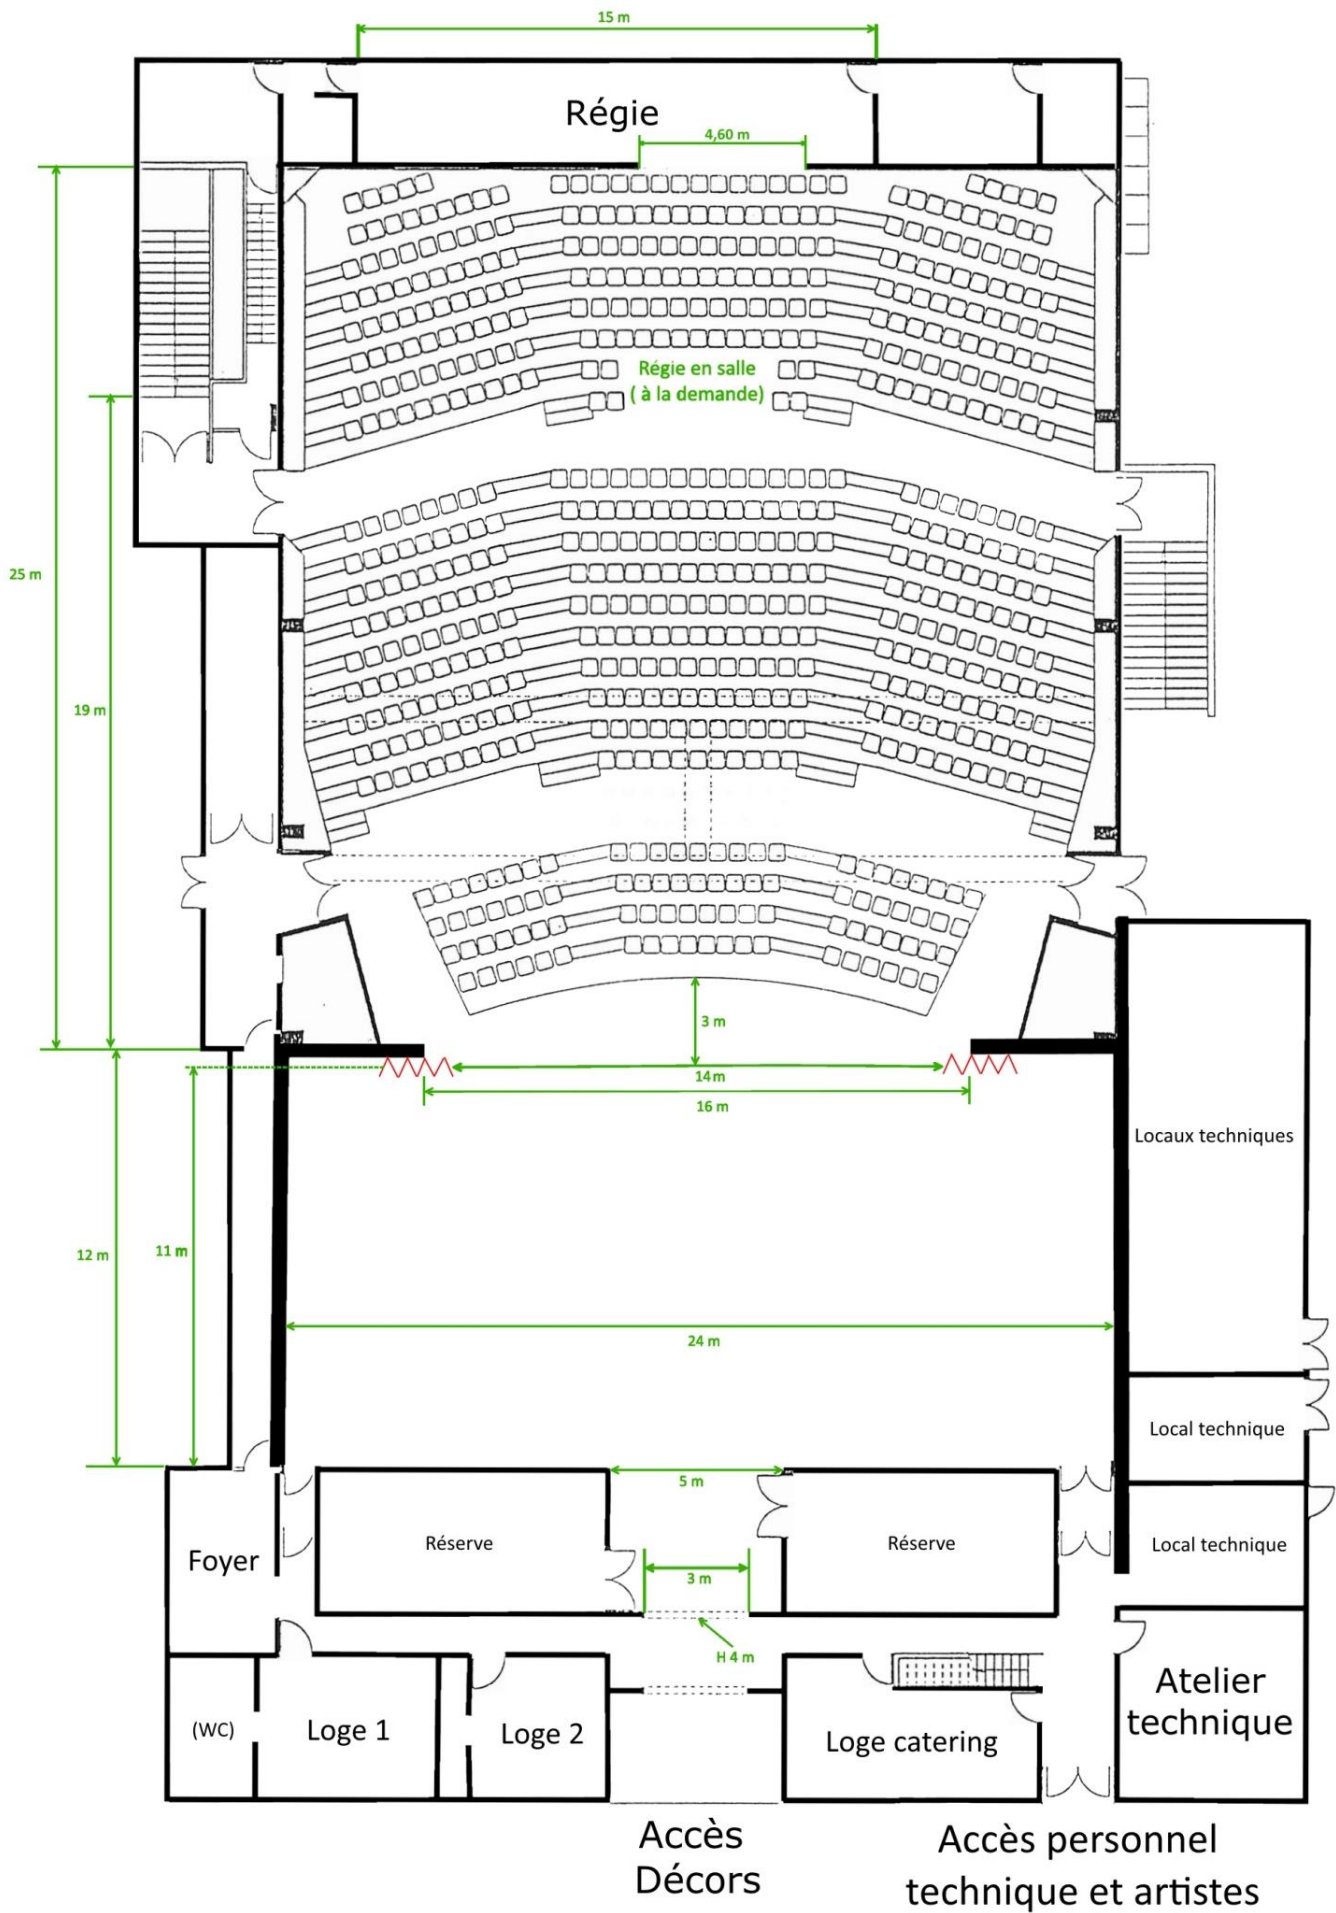 15 m
Régie
4,60 m
Régie en salle
( à la demande)
25 m
19 m
3 m
14m
16 m
Locaux techniques
12 m
11 m
24 m
Local technique
5 m
Réserve
Réserve
Local technique
Foyer
3 m
H 4 m
Atelier
technique
(WC)
Loge 1
Loge 2
Loge catering
Accès
Décors
Accès personnel
technique et artistes